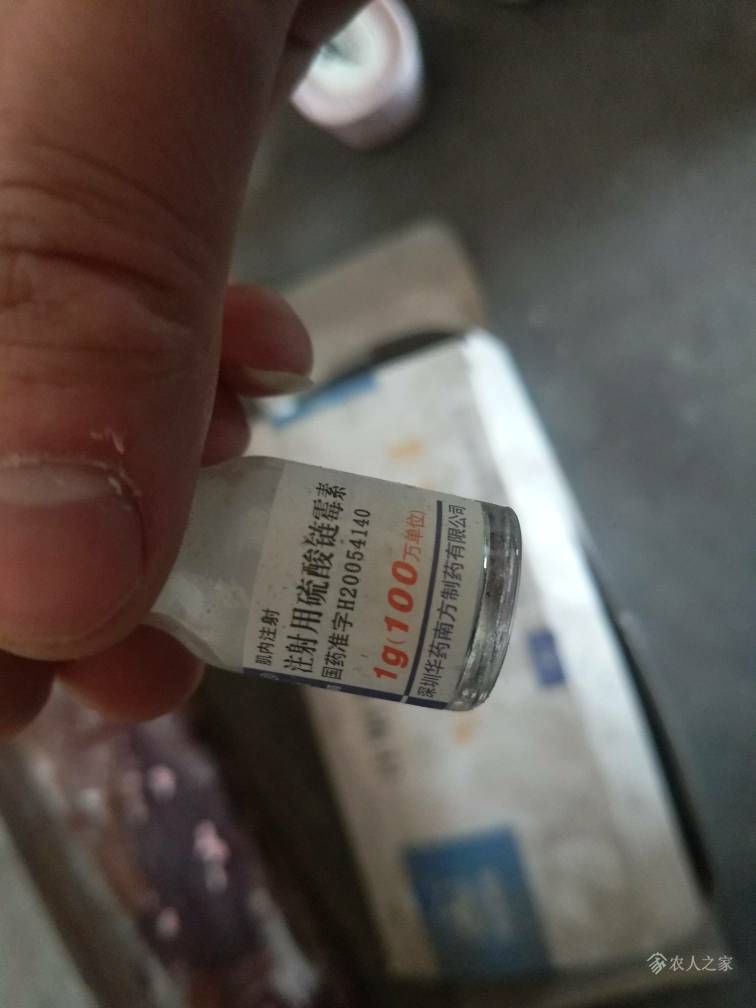 肌内注射
注射用硫酸链霉素
国药准字H20054140
1g(100万单位)
深圳华药南方制药有限公司
农人之家